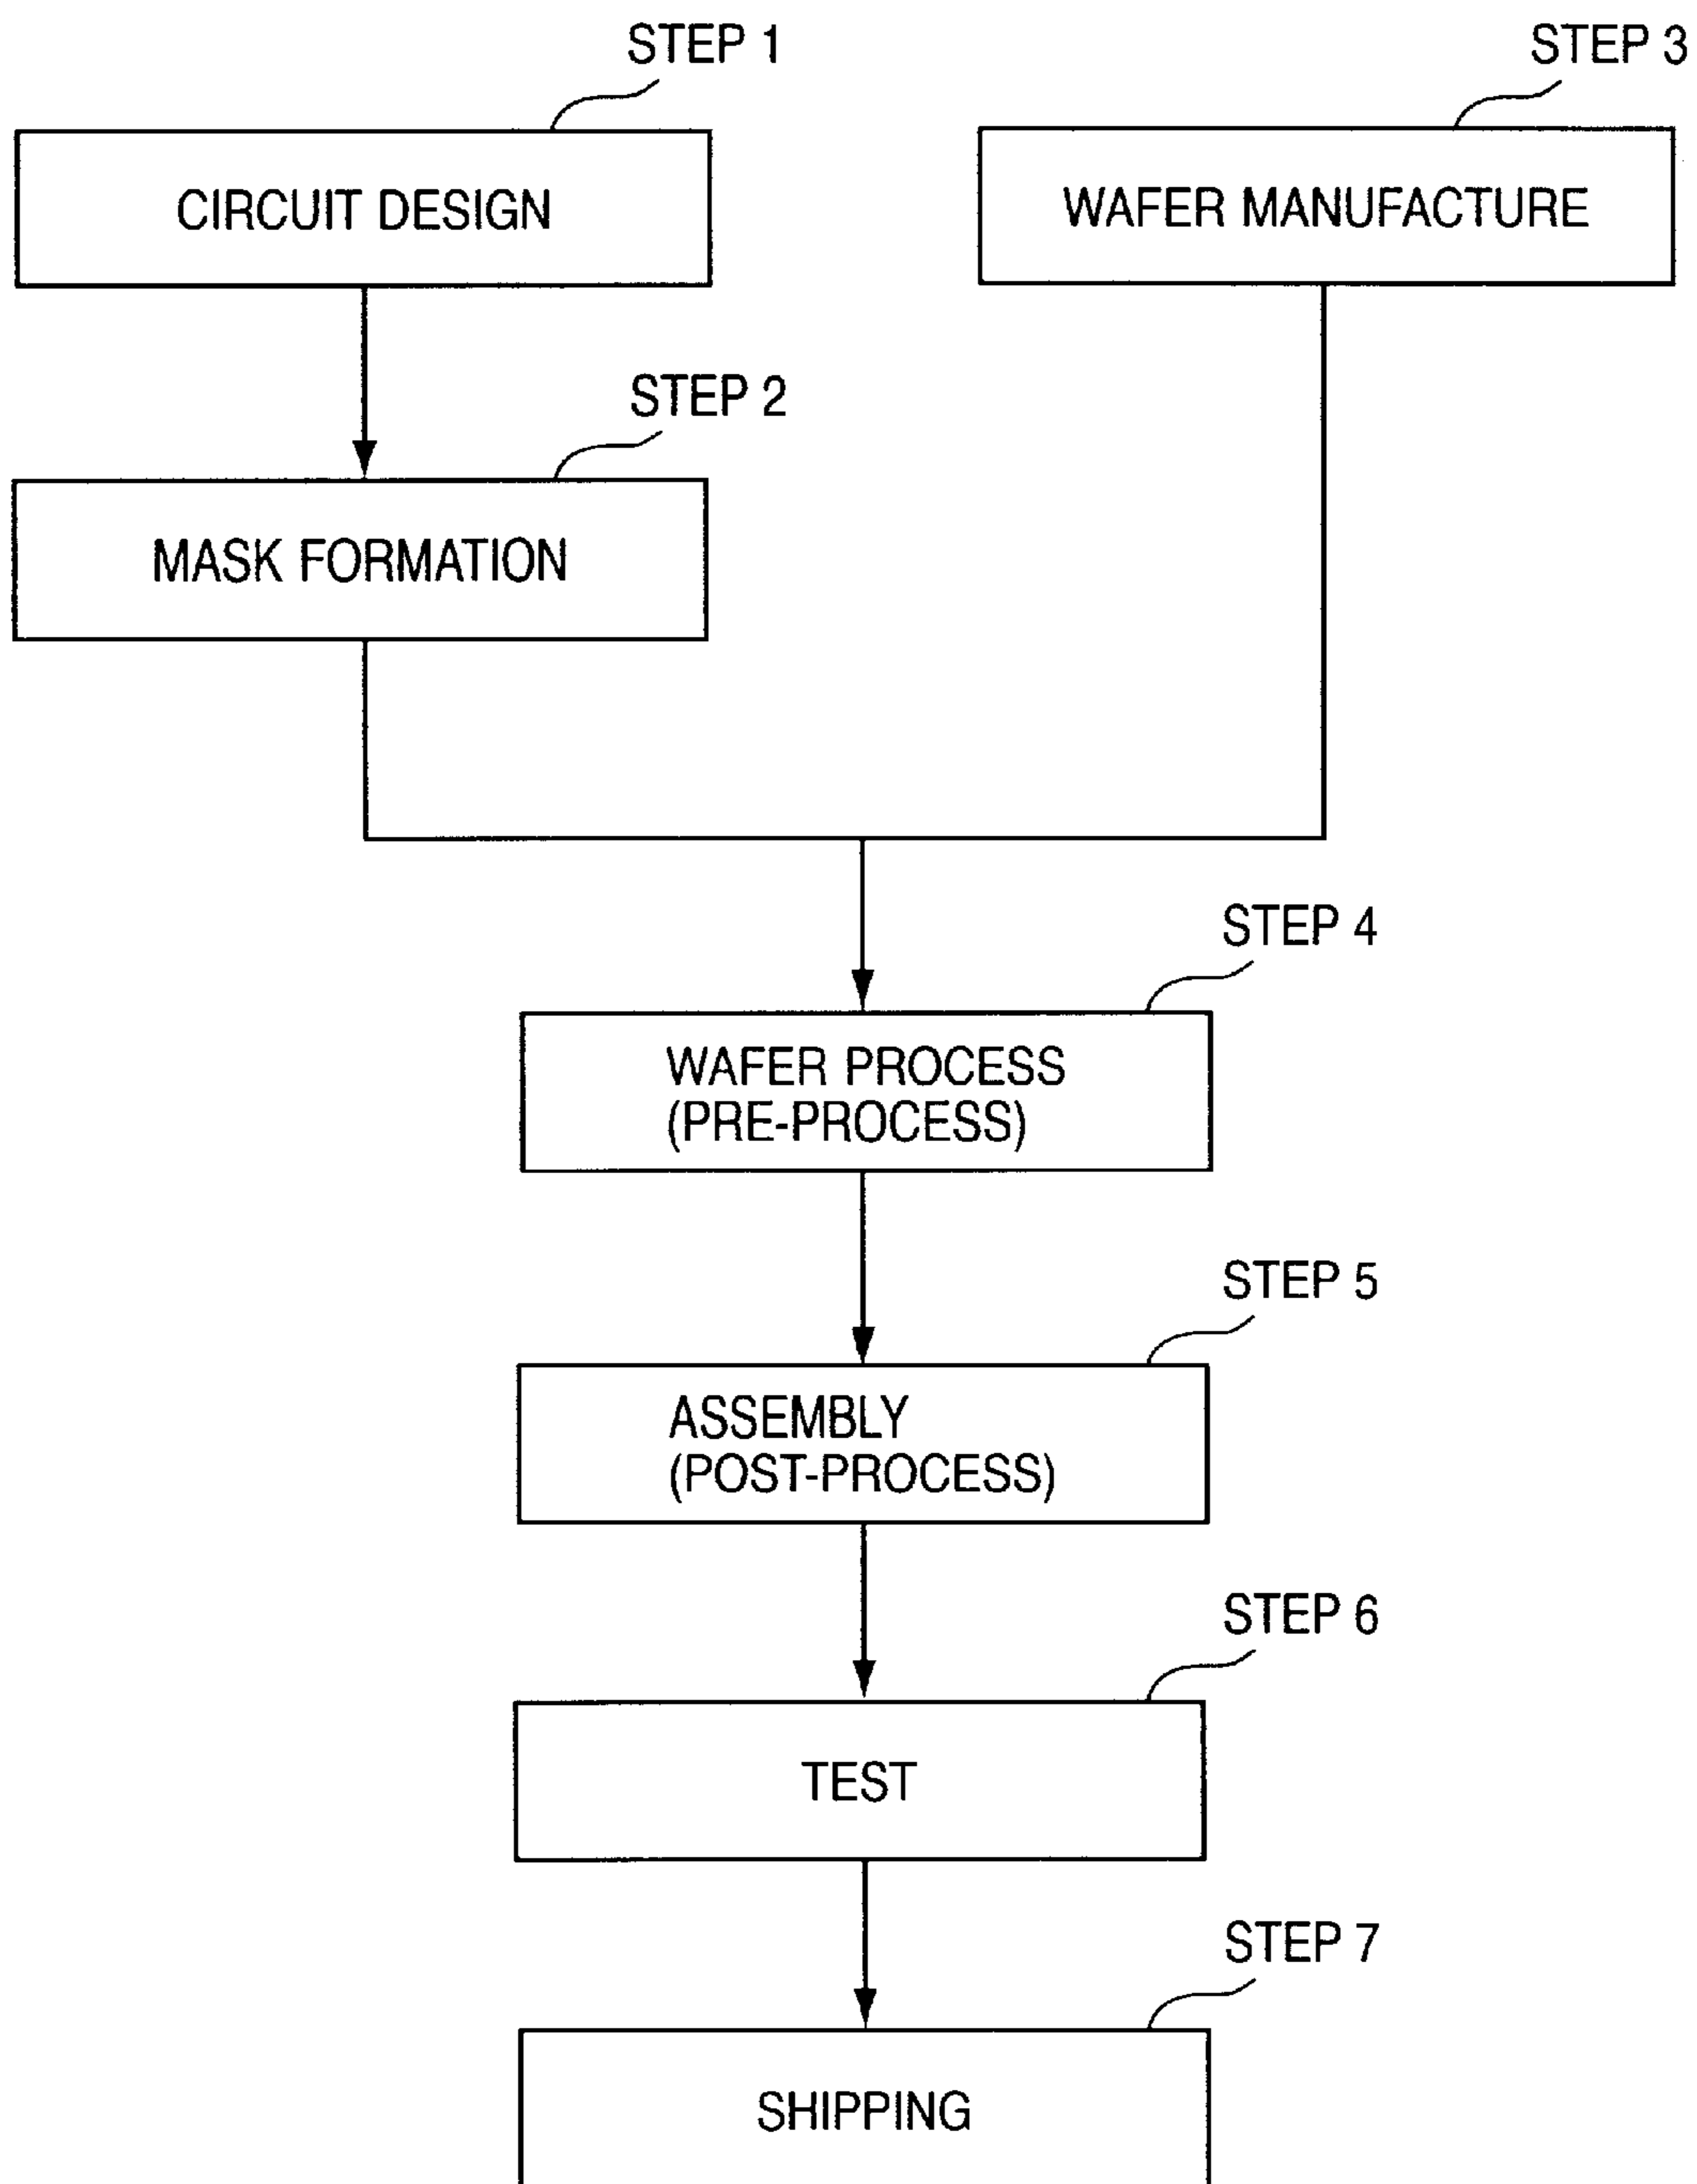 STEP 1
CIRCUIT DESIGN
STEP 3
WAFER MANUFACTURE
STEP 2
MASK FORMATION
STEP 4
WAFER PROCESS
(PRE-PROCESS)
STEP 5
ASSEMBLY
(POST-PROCESS)
STEP 6
TEST
STEP 7
SHIPPING